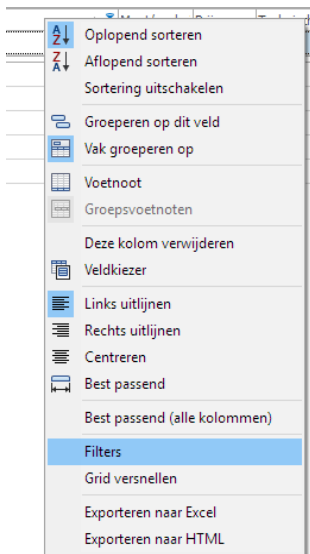 Oplopend sorteren
Aflopend sorteren
Sortering uitschakelen
Groeperen op dit veld
Vak groeperen op
Voetnoot
Groepsvoetnoten
Deze kolom verwijderen
Veldkiezer
Links uitlijnen
Rechts uitlijnen
Centreren
Best passend
Best passend (alle kolommen)
Filters
Grid versnellen
Exporteren naar Excel
Exporteren naar HTML